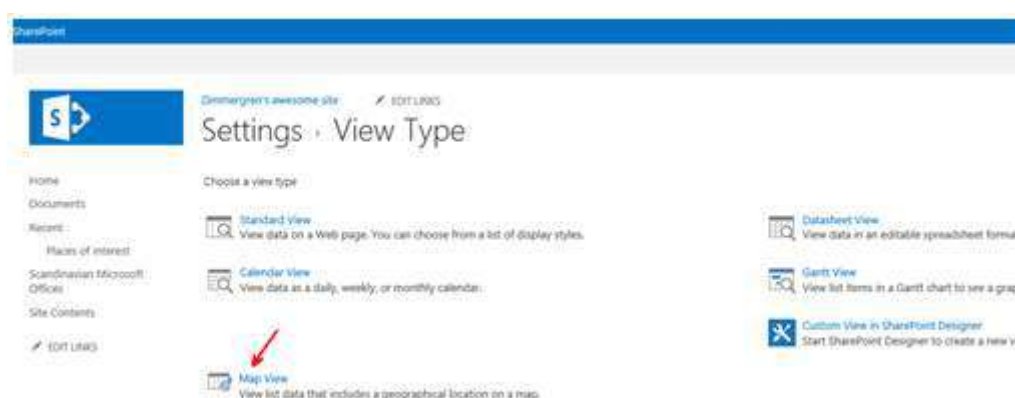 SharePoint
Zimmergren's awesome site EDIT LINKS
Settings › View Type
Home
Documents
Recent
Places of interest
Scandinavian Microsoft
Offices
Site Contents
EDIT LINKS
Choose a view type
Standard View
View data on a Web page. You can choose from a list of display styles.
Calendar View
View data as a daily, weekly, or monthly calendar.
Map View
View list data that includes a geographical location on a map.
Datasheet View
View data in an editable spreadsheet forma
Gantt View
View list items in a Gantt chart to see a grap
Custom View in SharePoint Designer
Start SharePoint Designer to create a new v